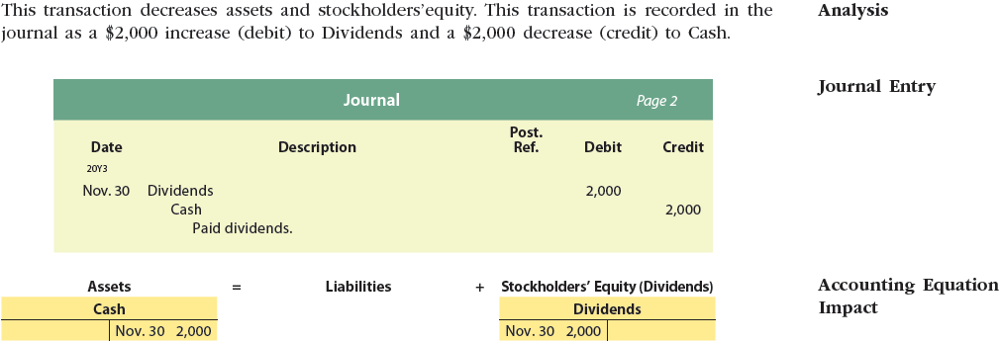 This transaction decreases assets and stockholders'equity. This transaction is recorded in the
journal as a $2,000 increase (debit) to Dividends and a $2,000 decrease (credit) to Cash.
Analysis
Journal Entry
Journal Page 2
Date Description Post. Ref. Debit Credit
20Y3
Nov. 30 Dividends 2,000
Cash 2,000
Paid dividends.
Assets = Liabilities + Stockholders' Equity (Dividends)
Cash Dividends
Nov. 30 2,000 Nov. 30 2,000
Accounting Equation
Impact